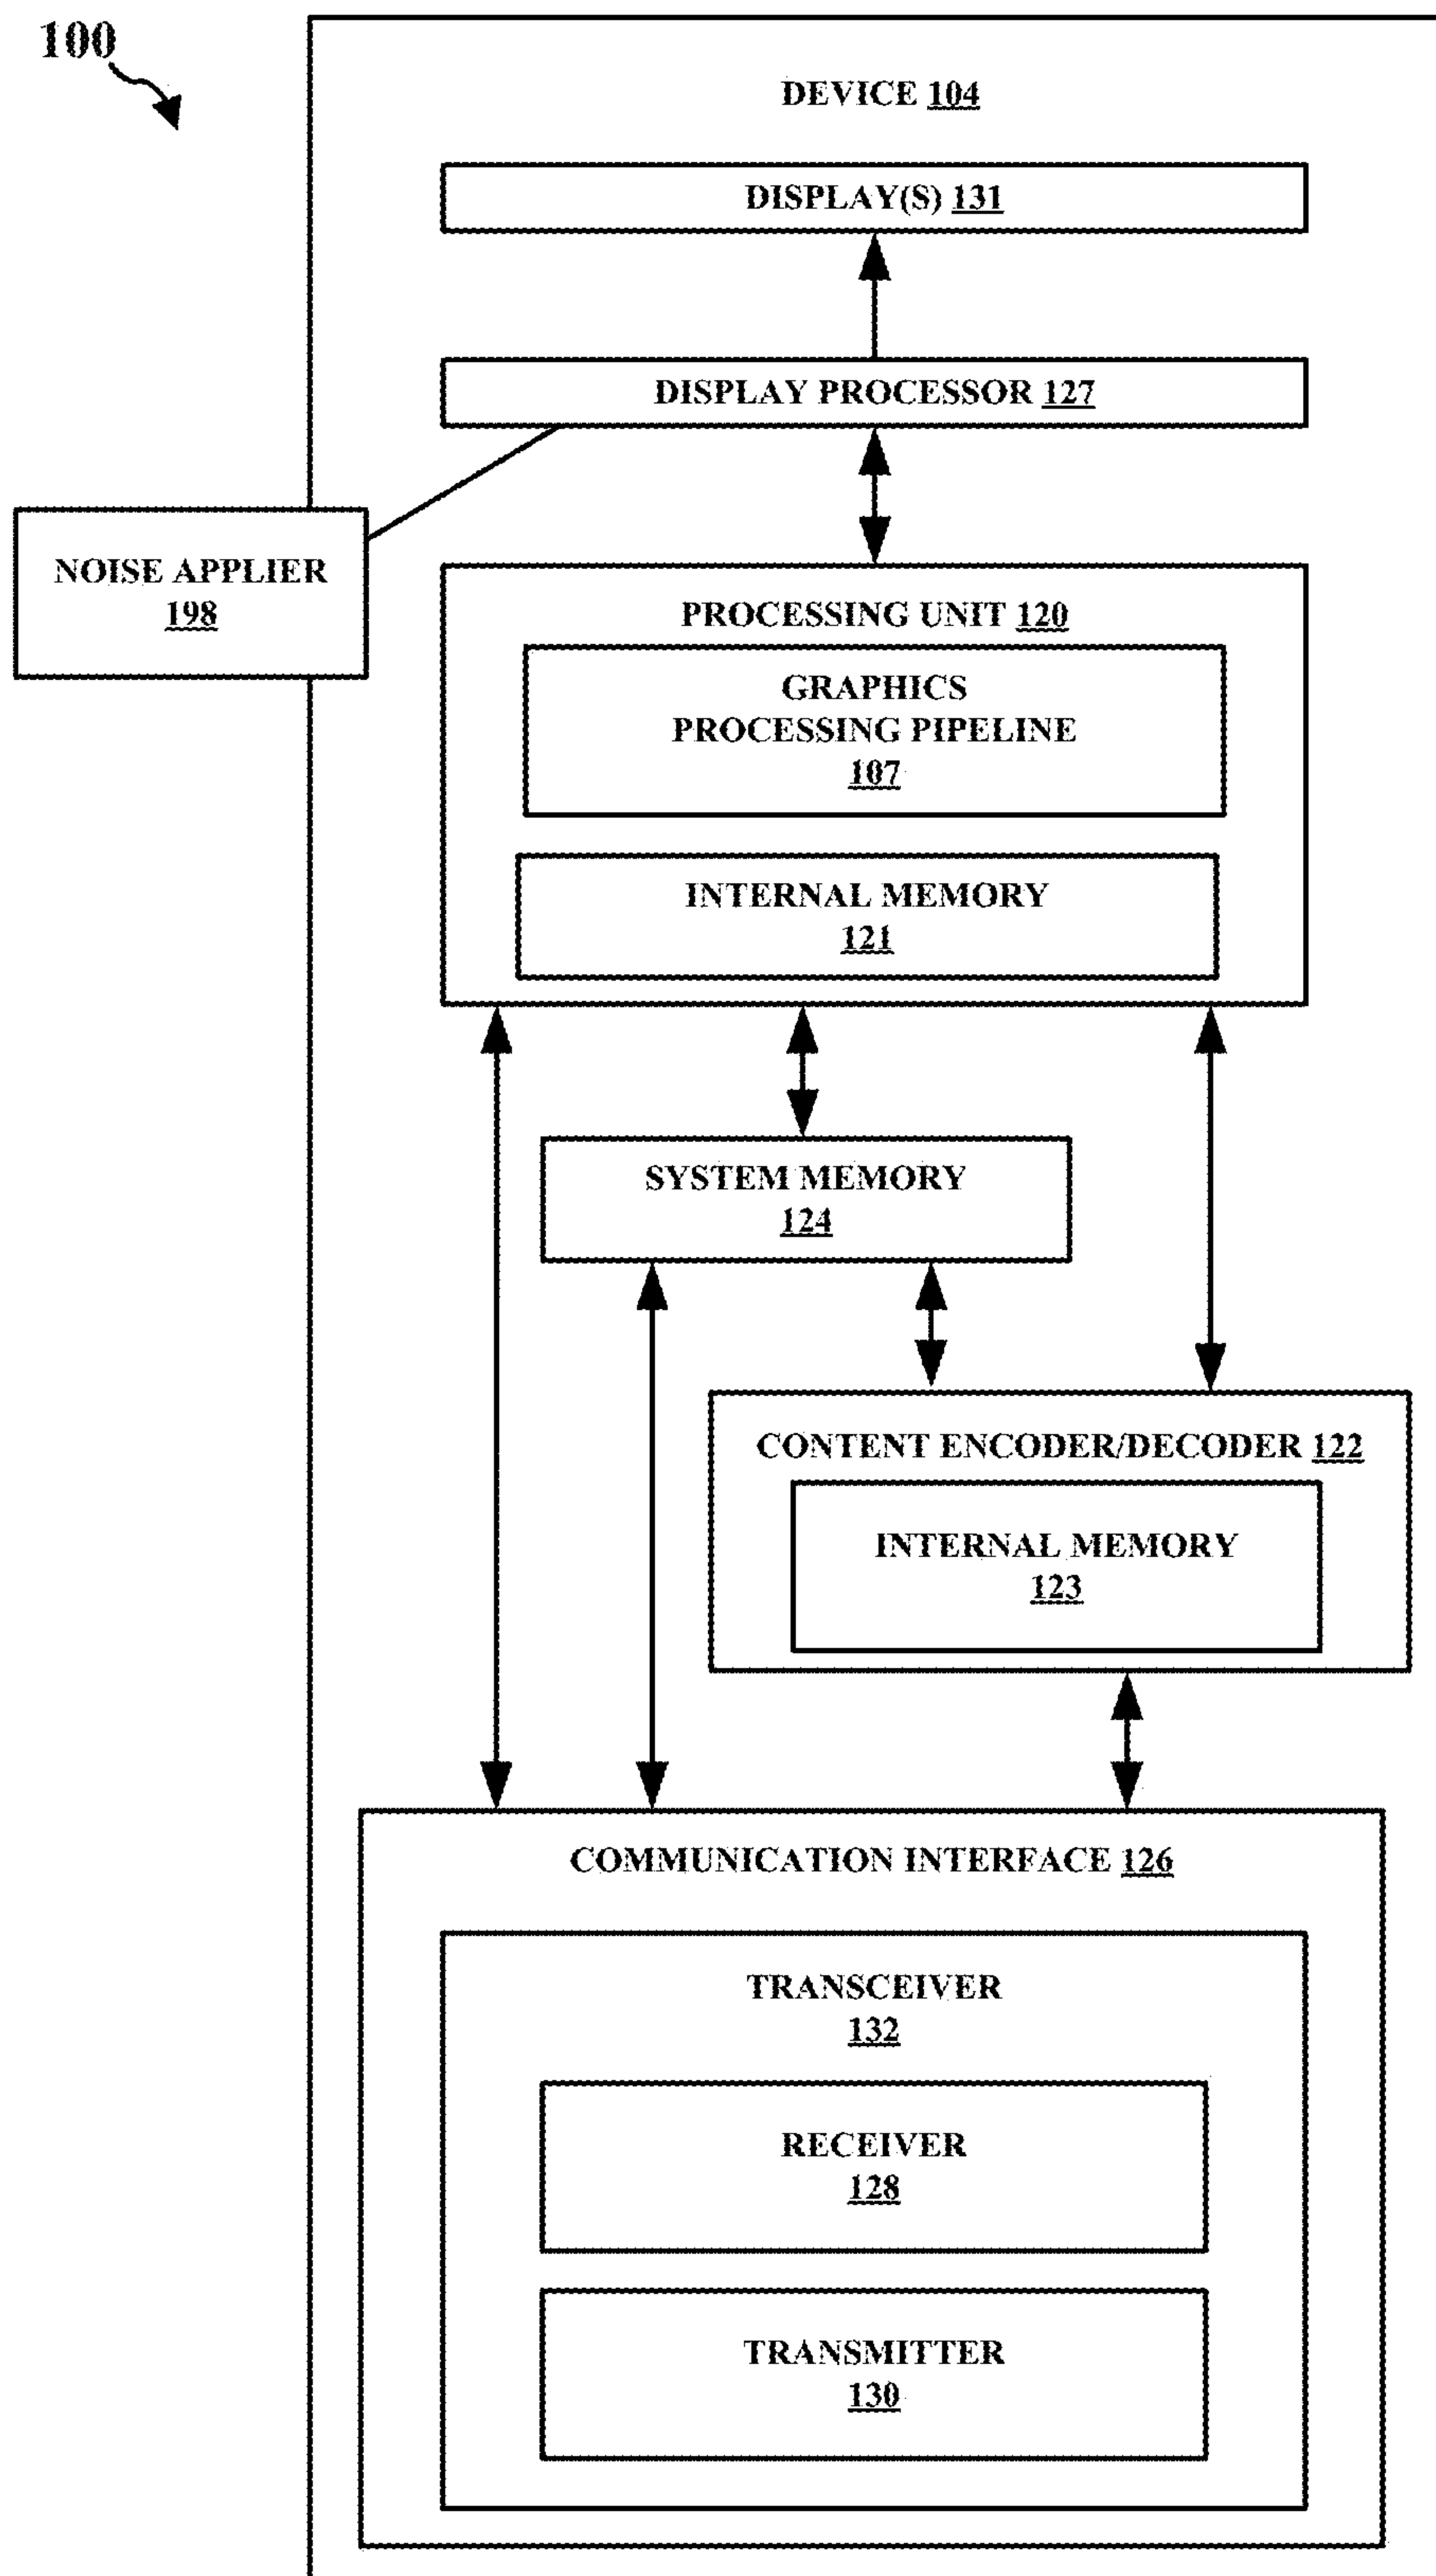 100
DEVICE 104
DISPLAY(S) 131
DISPLAY PROCESSOR 127
NOISE APPLIER
198
PROCESSING UNIT 120
GRAPHICS
PROCESSING PIPELINE
107
INTERNAL MEMORY
121
SYSTEM MEMORY
124
CONTENT ENCODER/DECODER 122
INTERNAL MEMORY
123
COMMUNICATION INTERFACE 126
TRANSCEIVER
132
RECEIVER
128
TRANSMITTER
130